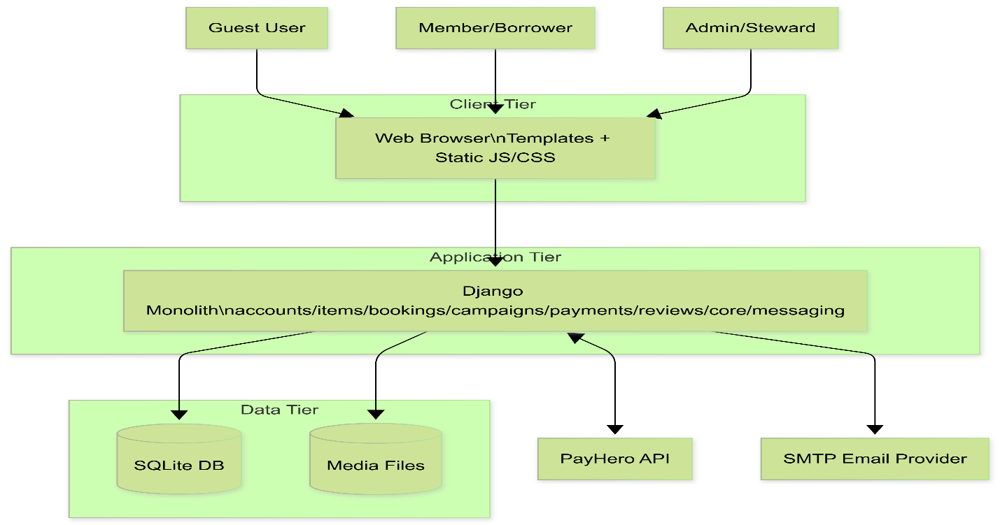 Guest User
Member/Borrower
Admin/Steward
Client Tier
Web Browser\nTemplates +
Static JS/CSS
Application Tier
Django
Monolith\naccounts/items/bookings/campaigns/payments/reviews/core/messaging
Data Tier
SQLite DB
Media Files
PayHero API
SMTP Email Provider